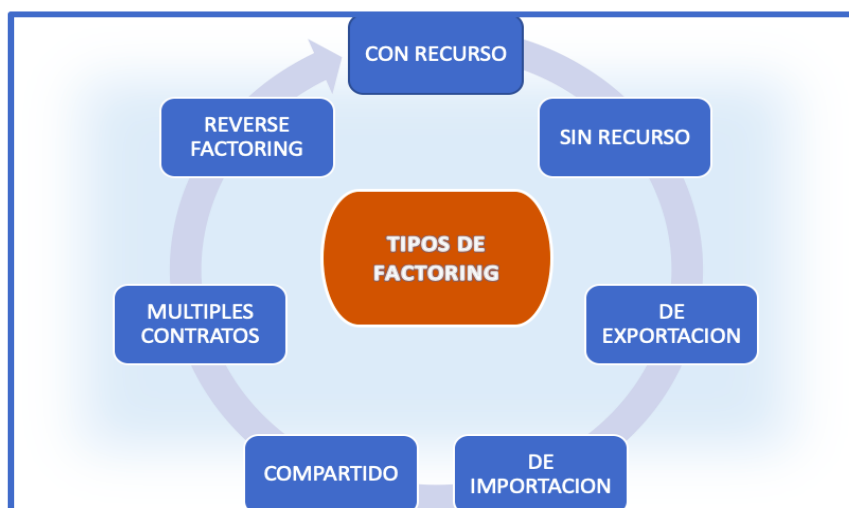 CON RECURSO
SIN RECURSO
DE
EXPORTACION
DE
IMPORTACION
COMPARTIDO
MULTIPLES
CONTRATOS
REVERSE
FACTORING
TIPOS DE
FACTORING